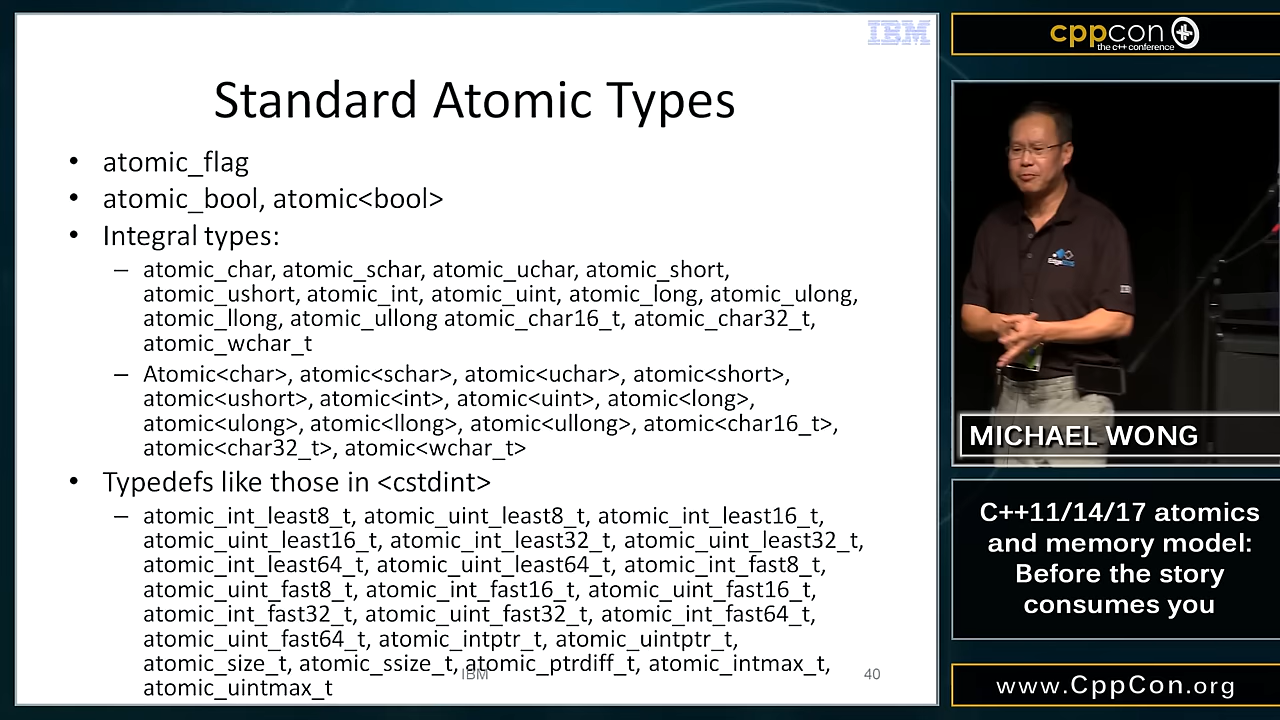 IBM
Standard Atomic Types
• atomic_flag
• atomic_bool, atomic<bool>
• Integral types:
– atomic_char, atomic_schar, atomic_uchar, atomic_short,
atomic_ushort, atomic_int, atomic_uint, atomic_long, atomic_ulong,
atomic_llong, atomic_ullong atomic_char16_t, atomic_char32_t,
atomic_wchar_t
– Atomic<char>, atomic<schar>, atomic<uchar>, atomic<short>,
atomic<ushort>, atomic<int>, atomic<uint>, atomic<long>,
atomic<ulong>, atomic<llong>, atomic<ullong>, atomic<char16_t>,
atomic<char32_t>, atomic<wchar_t>
• Typedefs like those in <cstdint>
– atomic_int_least8_t, atomic_uint_least8_t, atomic_int_least16_t,
atomic_uint_least16_t, atomic_int_least32_t, atomic_uint_least32_t,
atomic_int_least64_t, atomic_uint_least64_t, atomic_int_fast8_t,
atomic_uint_fast8_t, atomic_int_fast16_t, atomic_uint_fast16_t,
atomic_int_fast32_t, atomic_uint_fast32_t, atomic_int_fast64_t,
atomic_uint_fast64_t, atomic_intptr_t, atomic_uintptr_t,
atomic_size_t, atomic_ssize_t, atomic_ptrdiff_t, atomic_intmax_t,
atomic_uintmax_t
IBM
40
cppcon
the c++ conference
MICHAEL WONG
C++11/14/17 atomics
and memory model:
Before the story
consumes you
www.CppCon.org